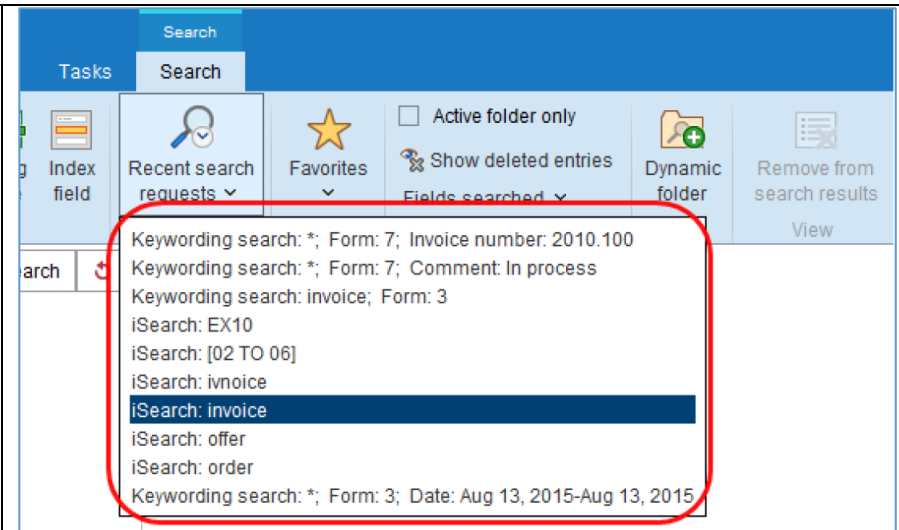 Search
Tasks
Search
Index
field
Recent search
requests
Favorites
Active folder only
Show deleted entries
Fields searched
Dynamic
folder
Remove from
search results
View
Keywording search: *; Form: 7; Invoice number: 2010.100
Keywording search: *; Form: 7; Comment: In process
Keywording search: invoice; Form: 3
iSearch: EX10
iSearch: [02 TO 06]
iSearch: ivnoice
iSearch: invoice
iSearch: offer
iSearch: order
Keywording search: *; Form: 3; Date: Aug 13, 2015-Aug 13, 2015